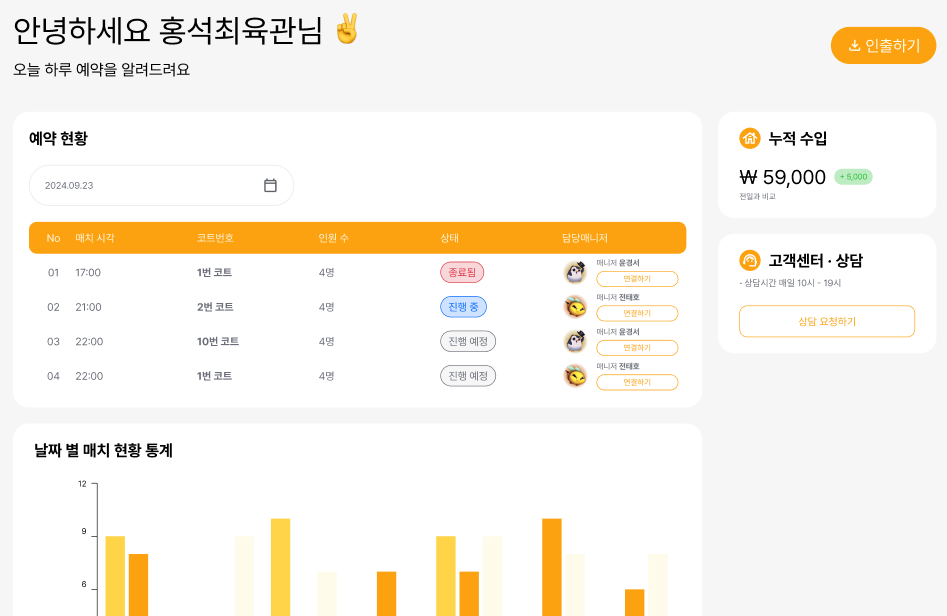 안녕하세요 홍석최육관님 ✌️
인출하기
오늘 하루 예약을 알려드려요
예약 현황
2024.09.23
No 매치 시각 코트번호 인원 수 상태 담당매니저
01 17:00 1번 코트 4명 종료됨 매니저 윤경서
연결하기
02 21:00 2번 코트 4명 진행 중 매니저 전태호
연결하기
03 22:00 10번 코트 4명 진행 예정 매니저 윤경서
연결하기
04 22:00 1번 코트 4명 진행 예정 매니저 전태호
연결하기
누적 수입
₩ 59,000 + 5,000
전일과 비교
고객센터 · 상담
· 상담시간 매일 10시 - 19시
상담 요청하기
날짜 별 매치 현황 통계
12
9
6